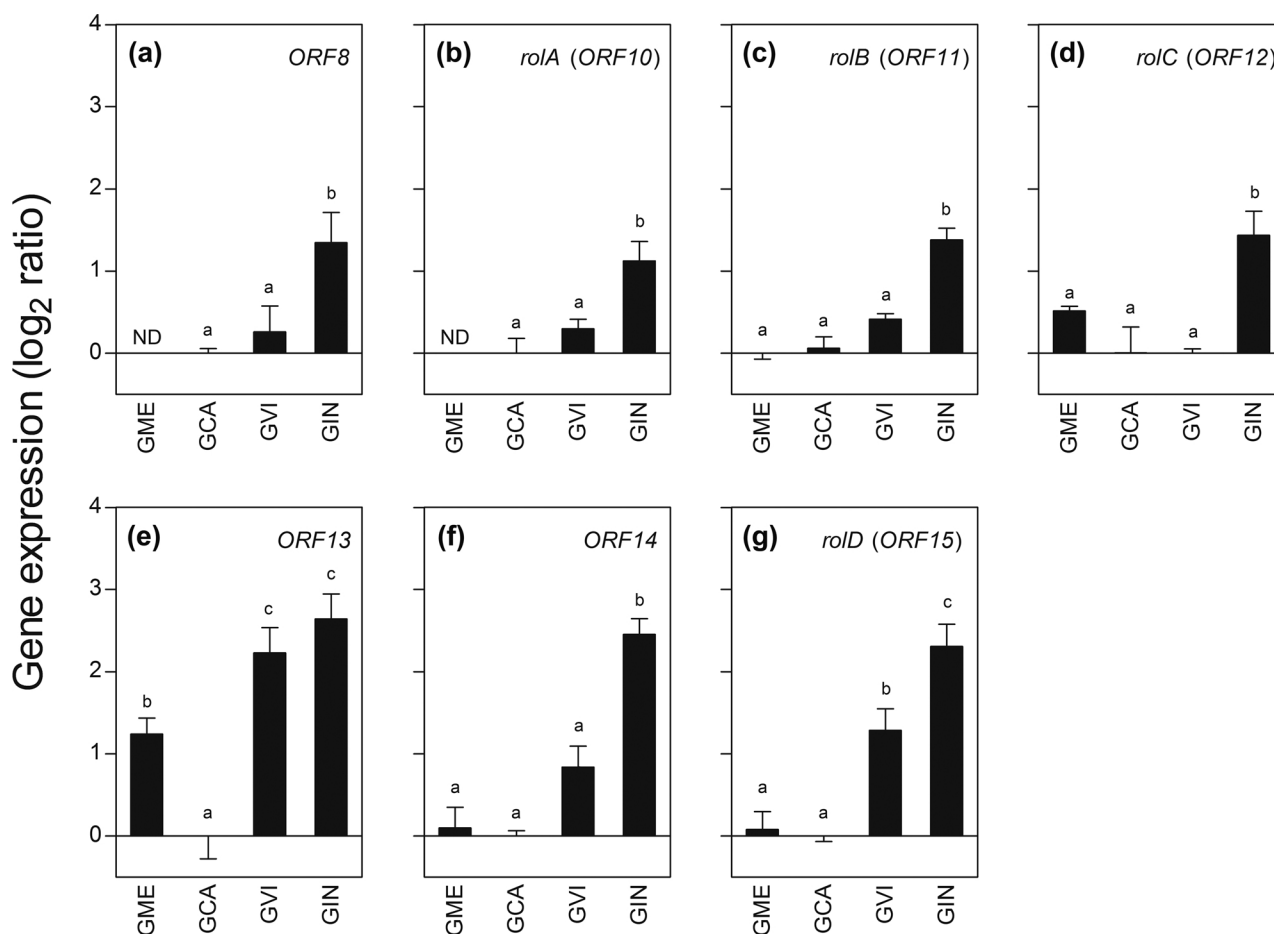 Gene expression (log2 ratio)
(a) ORF8
4
3
2
1
0
b
a
a
ND
GME GCA GVI GIN
(b) rolA (ORF10)
b
a
a
ND
GME GCA GVI GIN
(c) rolB (ORF11)
b
a
a
a
GME GCA GVI GIN
(d) rolC (ORF12)
b
a
a
a
GME GCA GVI GIN
(e) ORF13
4
3
2
1
0
c
c
b
a
GME GCA GVI GIN
(f) ORF14
b
a
a
a
GME GCA GVI GIN
(g) rolD (ORF15)
c
b
a
a
GME GCA GVI GIN